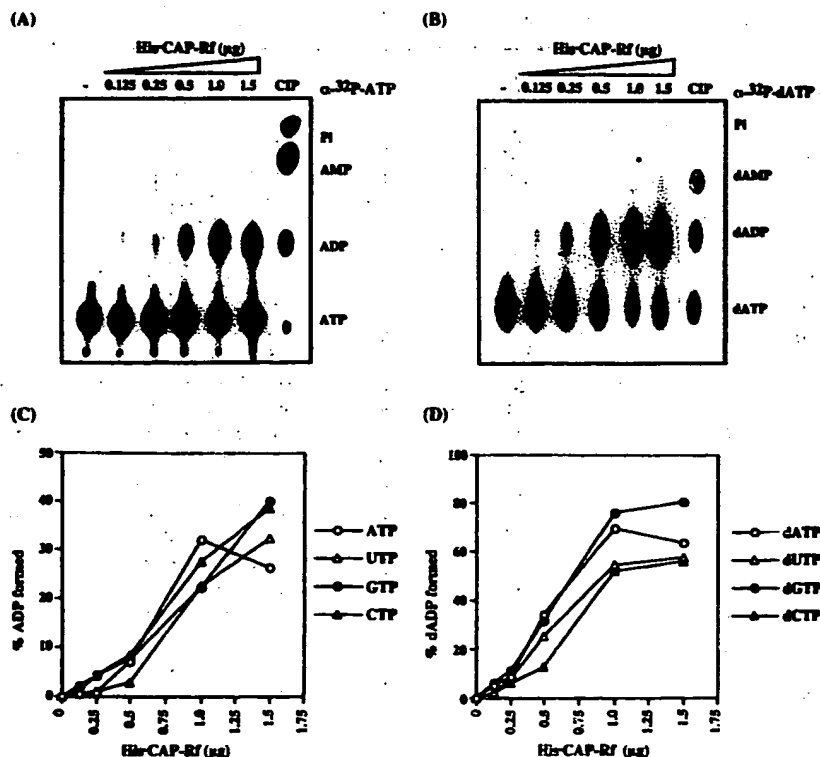 (A)
His-CAP-Rf (µg)
- 0.125 0.25 0.5 1.0 1.5 CIP α-³²P-ATP
Pi
AMP
ADP
ATP
(B)
His-CAP-Rf (µg)
- 0.125 0.25 0.5 1.0 1.5 CIP α-³²P-dATP
Pi
dAMP
dADP
dATP
(C)
% ADP formed
50
40
30
20
10
0
0 0.25 0.5 0.75 1.0 1.25 1.5 1.75
His-CAP-Rf (µg)
ATP
UTP
GTP
CTP
(D)
% dADP formed
100
80
60
40
20
0
0 0.25 0.5 0.75 1.0 1.25 1.5 1.75
His-CAP-Rf (µg)
dATP
dUTP
dGTP
dCTP